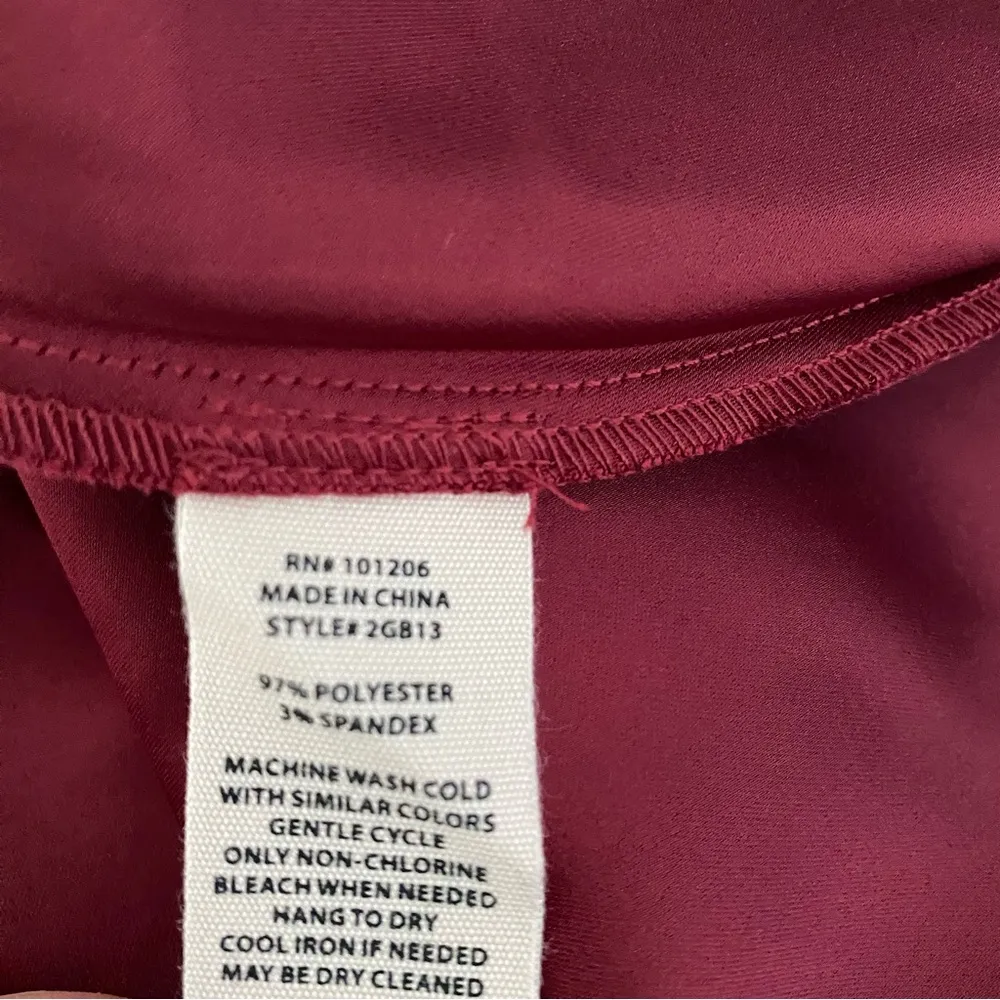 RN# 101206
MADE IN CHINA
STYLE# 2GB13
97% POLYESTER
3% SPANDEX
MACHINE WASH COLD
WITH SIMILAR COLORS
GENTLE CYCLE
ONLY NON-CHLORINE
BLEACH WHEN NEEDED
HANG TO DRY
COOL IRON IF NEEDED
MAY BE DRY CLEANED